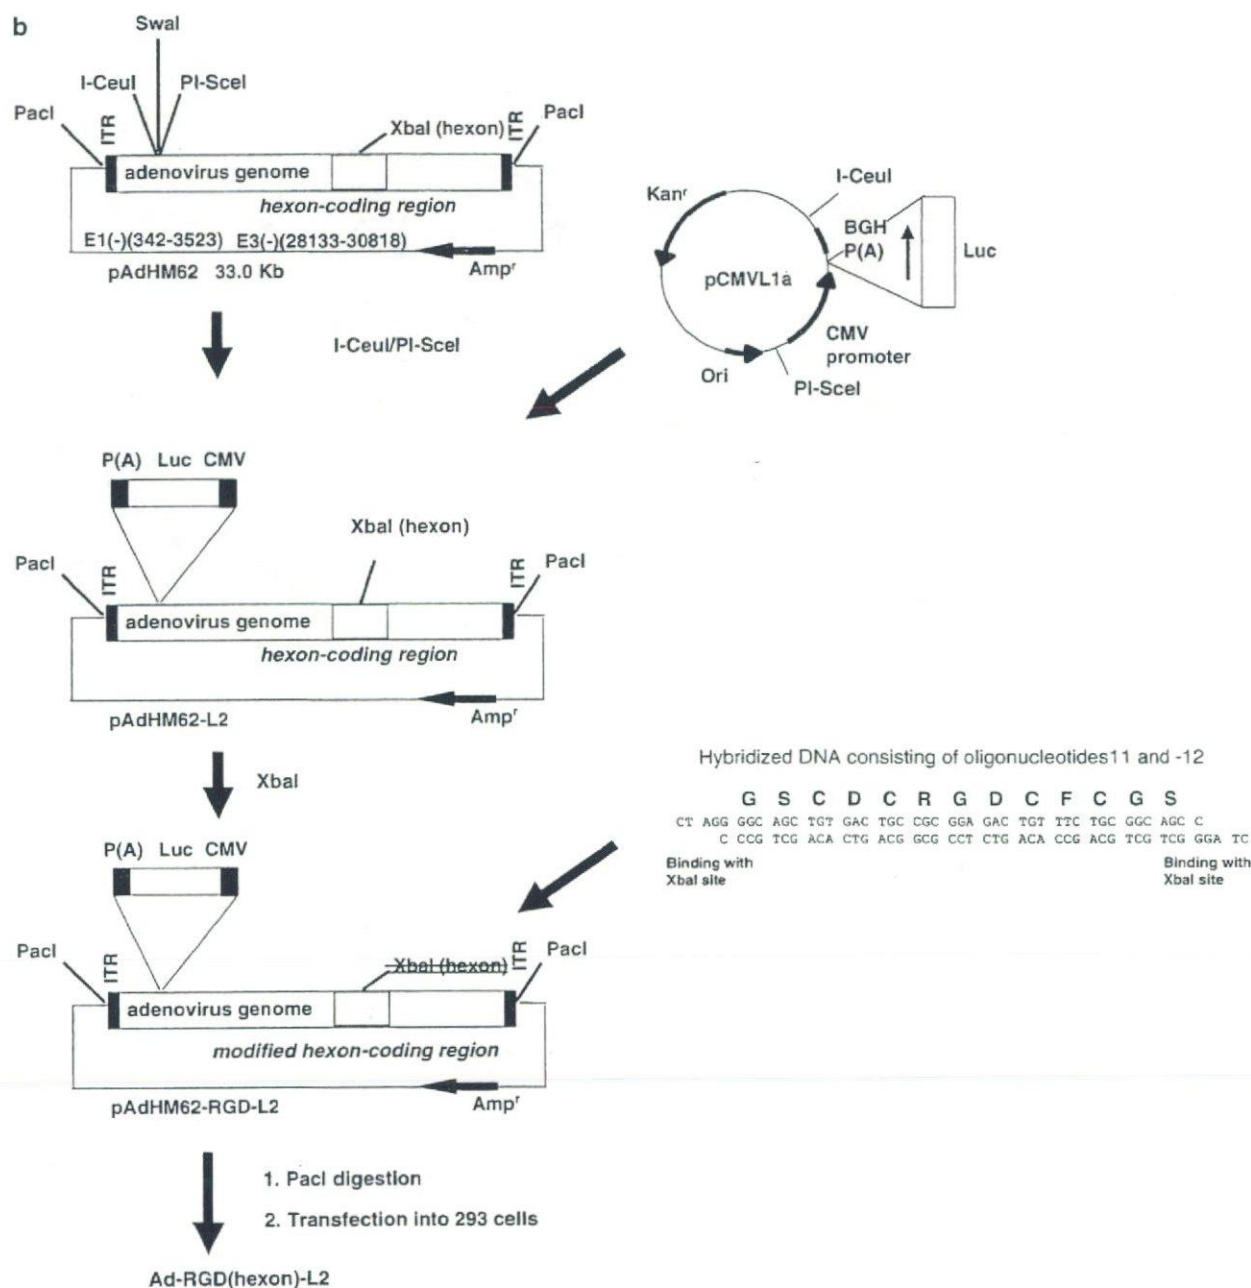 b
SwaI
I-CeuI PI-SceI
PacI
ITR
XbaI (hexon)
ITR
PacI
adenovirus genome
hexon-coding region
E1(-)(342-3523) E3(-)(28133-30818)
pAdHM62 33.0 Kb
Ampʳ
I-CeuI
Kanʳ
BGH
P(A)
Luc
pCMVL1a
CMV
promoter
Ori
PI-SceI
I-CeuI/PI-SceI
P(A) Luc CMV
XbaI (hexon)
PacI
ITR
ITR
PacI
adenovirus genome
hexon-coding region
pAdHM62-L2
Ampʳ
XbaI
Hybridized DNA consisting of oligonucleotides11 and -12
G S C D C R G D C F C G S
CT AGG GGC AGC TGT GAC TGC CGC GGA GAC TGT TTC TGC GGC AGC C
C CCG TCG ACA CTG ACG GCG CCT CTG ACA CCG ACG TCG TCG GGA TC
Binding with
XbaI site
Binding with
XbaI site
P(A) Luc CMV
PacI
ITR
XbaI (hexon)
ITR
PacI
adenovirus genome
modified hexon-coding region
pAdHM62-RGD-L2
Ampʳ
1. PacI digestion
2. Transfection into 293 cells
Ad-RGD(hexon)-L2